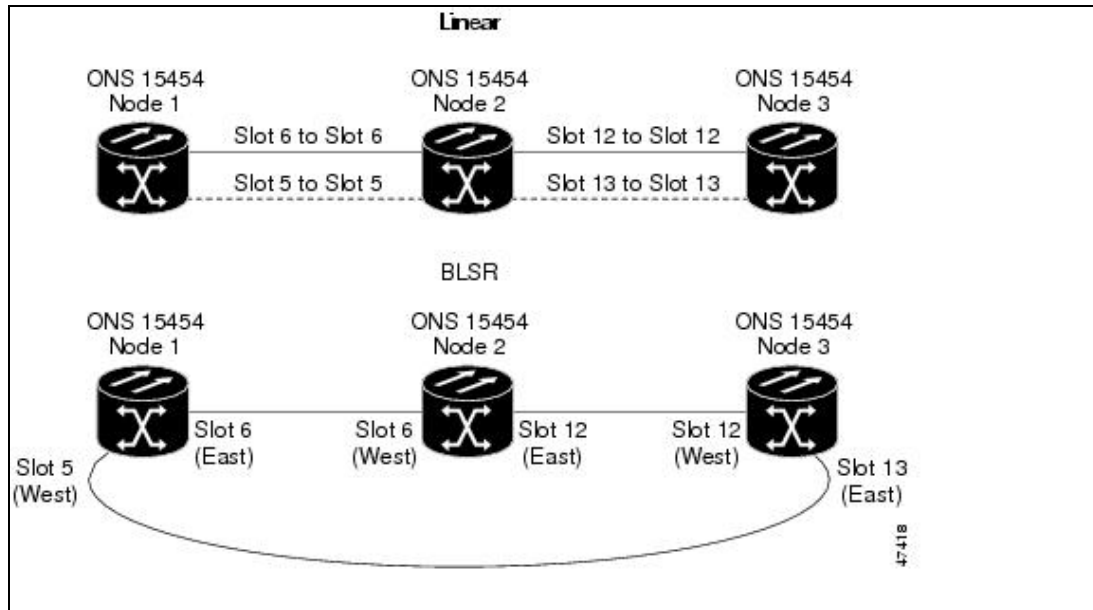 Linear
ONS 15454
Node 1
ONS 15454
Node 2
ONS 15454
Node 3
Slot 6 to Slot 6
Slot 12 to Slot 12
Slot 5 to Slot 5
Slot 13 to Slot 13
BLSR
ONS 15454
Node 1
ONS 15454
Node 2
ONS 15454
Node 3
Slot 6
(East)
Slot 6
(West)
Slot 12
(East)
Slot 12
(West)
Slot 5
(West)
Slot 13
(East)
47418